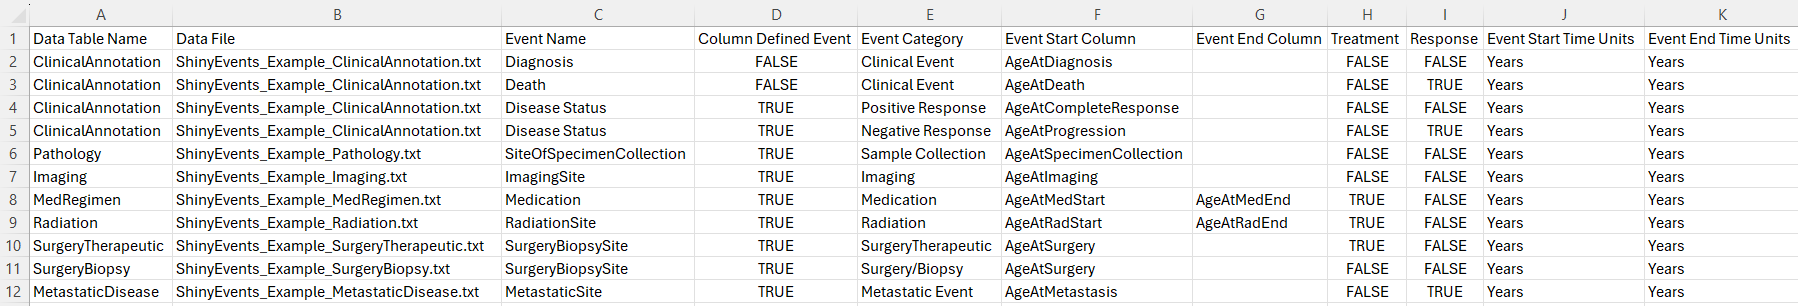 A B C D E F G H I J K
1 Data Table Name Data File Event Name Column Defined Event Event Category Event Start Column Event End Column Treatment Response Event Start Time Units Event End Time Units
2 ClinicalAnnotation ShinyEvents_Example_ClinicalAnnotation.txt Diagnosis FALSE Clinical Event AgeAtDiagnosis FALSE FALSE Years Years
3 ClinicalAnnotation ShinyEvents_Example_ClinicalAnnotation.txt Death FALSE Clinical Event AgeAtDeath FALSE TRUE Years Years
4 ClinicalAnnotation ShinyEvents_Example_ClinicalAnnotation.txt Disease Status TRUE Positive Response AgeAtCompleteResponse FALSE FALSE Years Years
5 ClinicalAnnotation ShinyEvents_Example_ClinicalAnnotation.txt Disease Status TRUE Negative Response AgeAtProgression FALSE TRUE Years Years
6 Pathology ShinyEvents_Example_Pathology.txt SiteOfSpecimenCollection TRUE Sample Collection AgeAtSpecimenCollection FALSE FALSE Years Years
7 Imaging ShinyEvents_Example_Imaging.txt ImagingSite TRUE Imaging AgeAtImaging FALSE FALSE Years Years
8 MedRegimen ShinyEvents_Example_MedRegimen.txt Medication TRUE Medication AgeAtMedStart AgeAtMedEnd TRUE FALSE Years Years
9 Radiation ShinyEvents_Example_Radiation.txt RadiationSite TRUE Radiation AgeAtRadStart AgeAtRadEnd TRUE FALSE Years Years
10 SurgeryTherapeutic ShinyEvents_Example_SurgeryTherapeutic.txt SurgeryBiopsySite TRUE SurgeryTherapeutic AgeAtSurgery TRUE FALSE Years Years
11 SurgeryBiopsy ShinyEvents_Example_SurgeryBiopsy.txt SurgeryBiopsySite TRUE Surgery/Biopsy AgeAtSurgery FALSE FALSE Years Years
12 MetastaticDisease ShinyEvents_Example_MetastaticDisease.txt MetastaticSite TRUE Metastatic Event AgeAtMetastasis FALSE TRUE Years Years